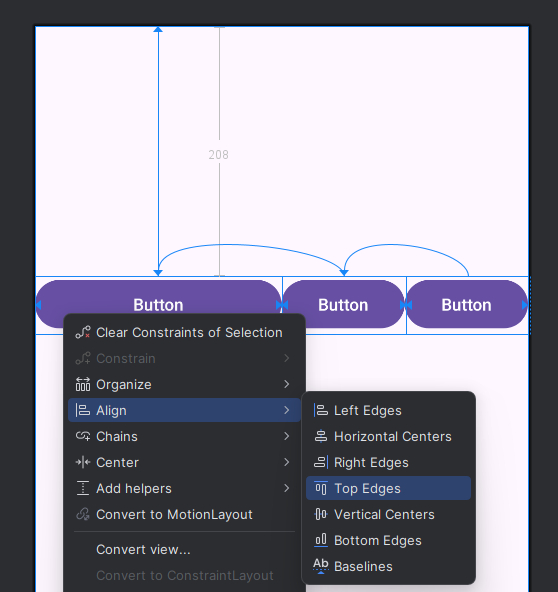 208
Button Button Button
Clear Constraints of Selection
Constrain
Organize
Align
Chains
Center
Add helpers
Convert to MotionLayout
Convert view...
Convert to ConstraintLayout
Left Edges
Horizontal Centers
Right Edges
Top Edges
Vertical Centers
Bottom Edges
Ab Baselines